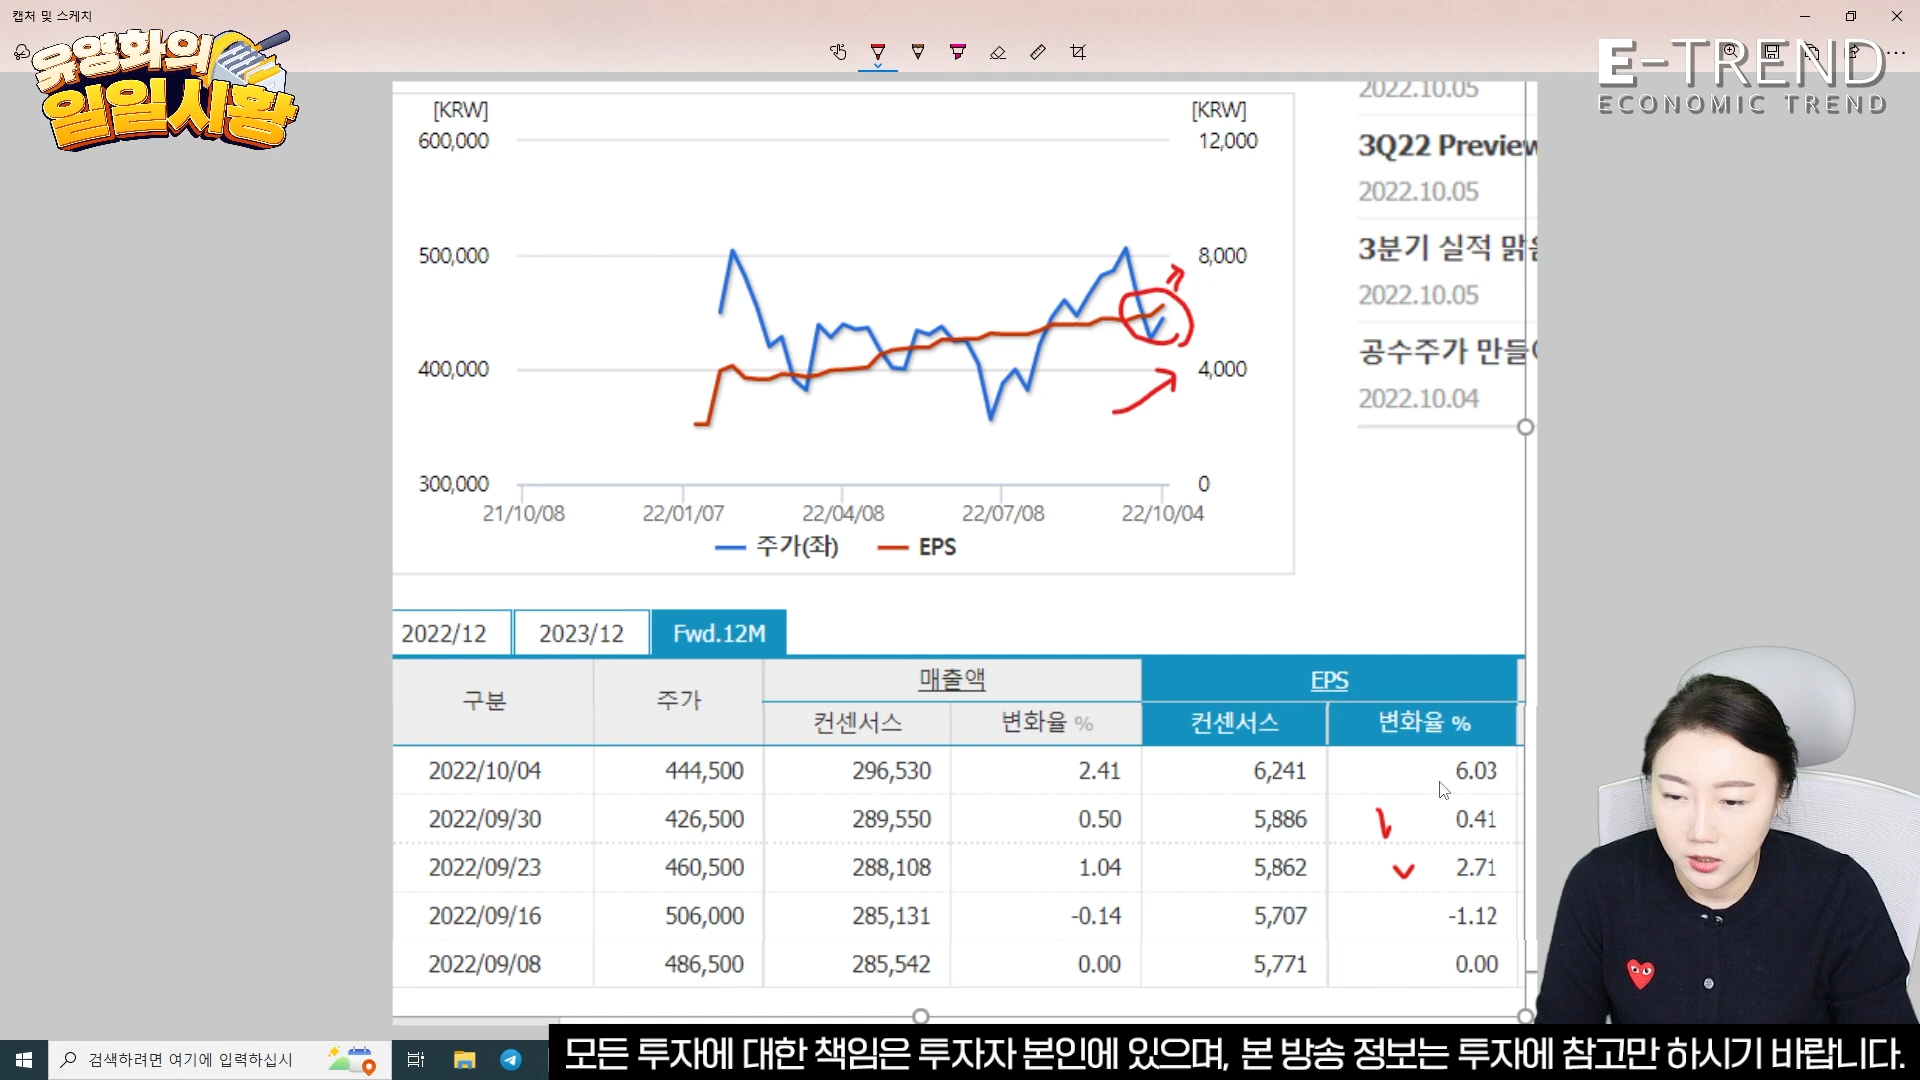 캡처 및 스케치
유영화의
일일시황
E-TREND
ECONOMIC TREND
[KRW] [KRW]
600,000 12,000
500,000 8,000
400,000 4,000
300,000 0
21/10/08 22/01/07 22/04/08 22/07/08 22/10/04
주가(좌) EPS
2022.10.05
3Q22 Preview
2022.10.05
3분기 실적 맑은
2022.10.05
공수주가 만들어
2022.10.04
2022/12 2023/12 Fwd.12M
구분 주가 매출액 EPS
컨센서스 변화율 % 컨센서스 변화율 %
2022/10/04 444,500 296,530 2.41 6,241 6.03
2022/09/30 426,500 289,550 0.50 5,886 0.41
2022/09/23 460,500 288,108 1.04 5,862 2.71
2022/09/16 506,000 285,131 -0.14 5,707 -1.12
2022/09/08 486,500 285,542 0.00 5,771 0.00
검색하려면 여기에 입력하십시
모든 투자에 대한 책임은 투자자 본인에 있으며, 본 방송 정보는 투자에 참고만 하시기 바랍니다.